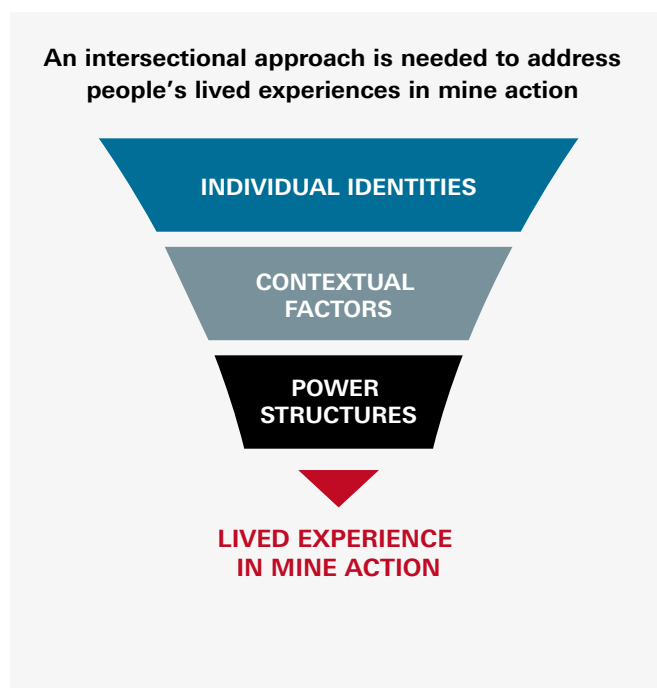 An intersectional approach is needed to address
people’s lived experiences in mine action
INDIVIDUAL IDENTITIES
CONTEXTUAL
FACTORS
POWER
STRUCTURES
LIVED EXPERIENCE
IN MINE ACTION